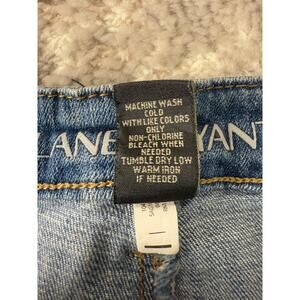 MACHINE WASH
COLD
WITH LIKE COLORS
ONLY
NON-CHLORINE
BLEACH WHEN
NEEDED
TUMBLE DRY LOW
WARM IRON
IF NEEDED
LANE YANT